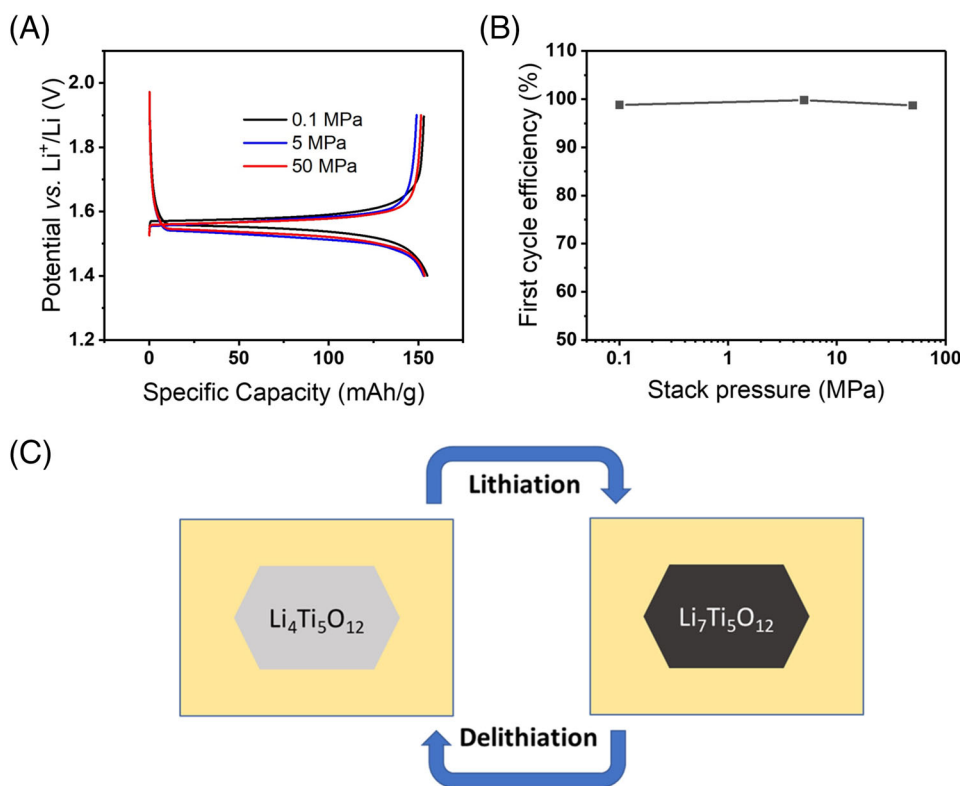 (A)
Potential vs. Li⁺/Li (V)
2.0
1.8
1.6
1.4
1.2
0.1 MPa
5 MPa
50 MPa
0 50 100 150
Specific Capacity (mAh/g)
(B)
First cycle efficiency (%)
110
100
90
80
70
60
50
0.1 1 10 100
Stack pressure (MPa)
(C)
Lithiation
Li₄Ti₅O₁₂
Li₇Ti₅O₁₂
Delithiation